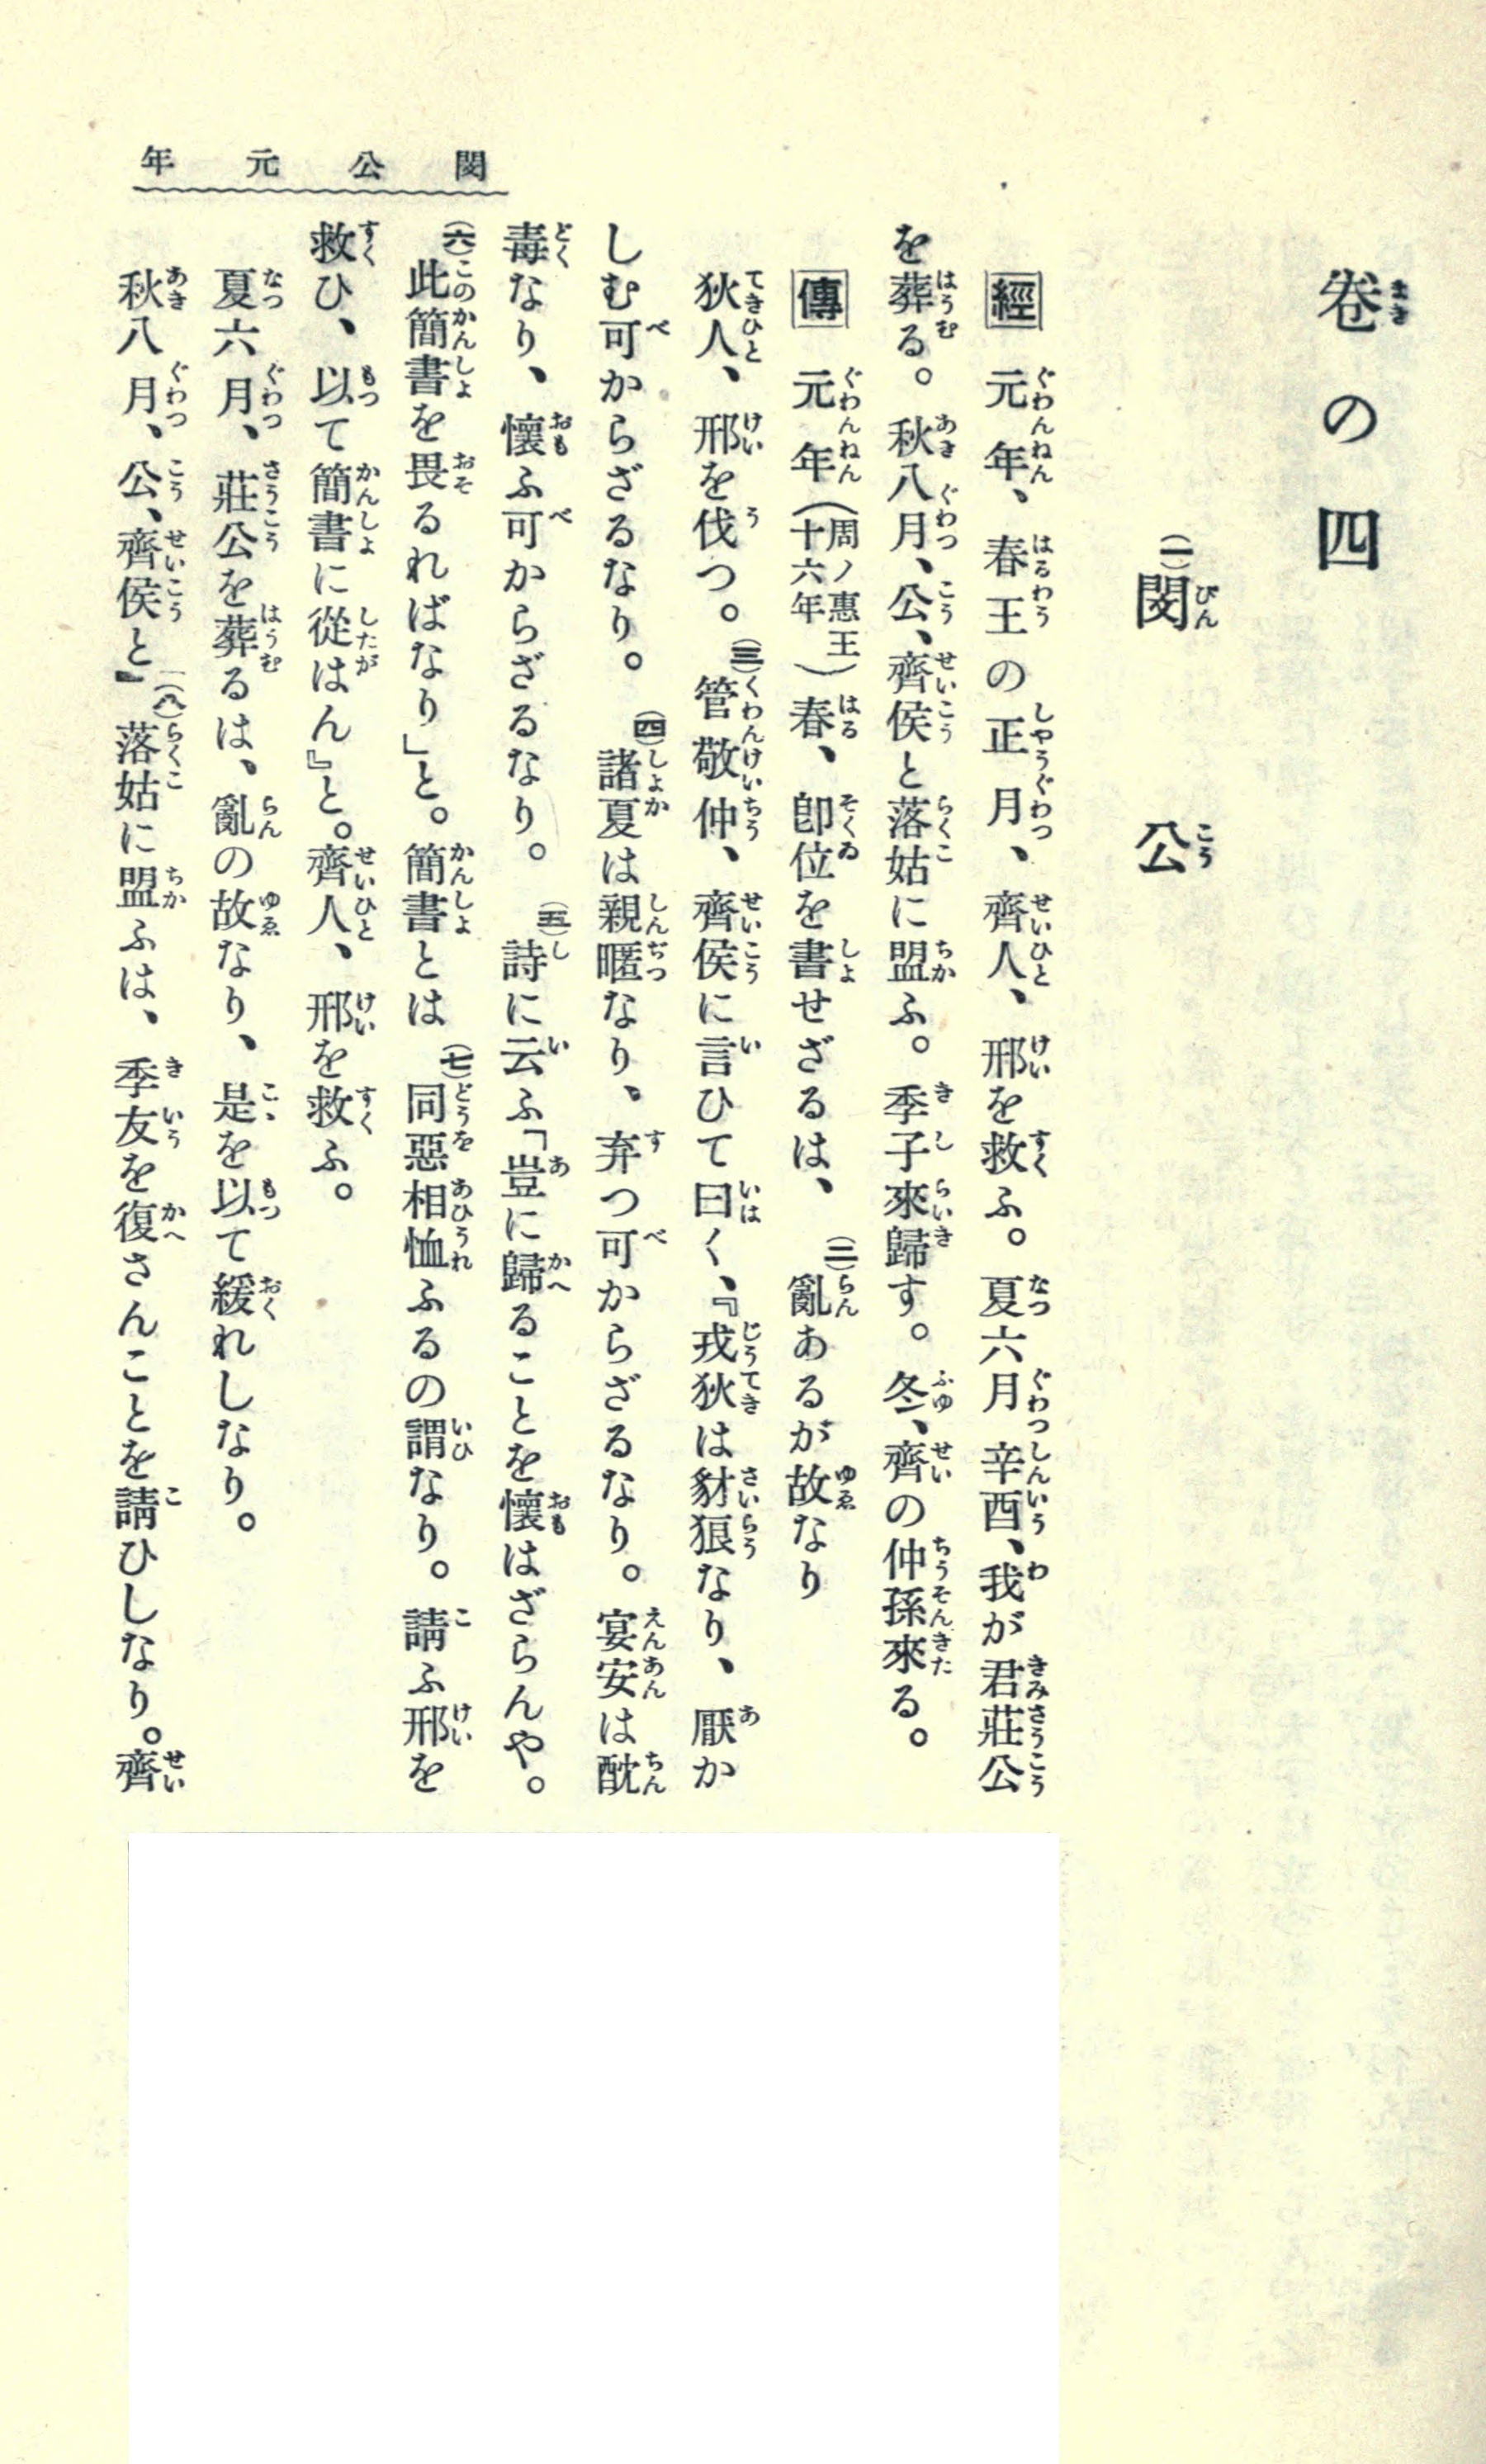 卷の四
(一)閔公
經 元年、春王の正月、齊人、邢を救ふ。夏六月辛酉、我が君莊公
を葬る。秋八月、公、齊侯と落姑に盟ふ。季子來歸す。冬、齊の仲孫來る。
傳 元年(周ノ惠王十六年)春、卽位を書せざるは、(二)亂あるが故なり
狄人、邢を伐つ。(三)管敬仲、齊侯に言ひて曰く、『戎狄は豺狼なり、厭か
しむ可からざるなり。(四)諸夏は親暱なり、弃つ可からざるなり。宴安は酖
毒なり、懷ふ可からざるなり。(五)詩に云ふ「豈に歸ることを懷はざらんや。
(六)此簡書を畏るればなり」と。簡書とは(七)同惡相恤ふるの謂なり。請ふ邢を
救ひ、以て簡書に從はん』と。齊人、邢を救ふ。
夏六月、莊公を葬るは、亂の故なり、是を以て緩れしなり。
秋八月、公、齊侯と(八)落姑に盟ふは、季友を復さんことを請ひしなり。齊
閔公元年